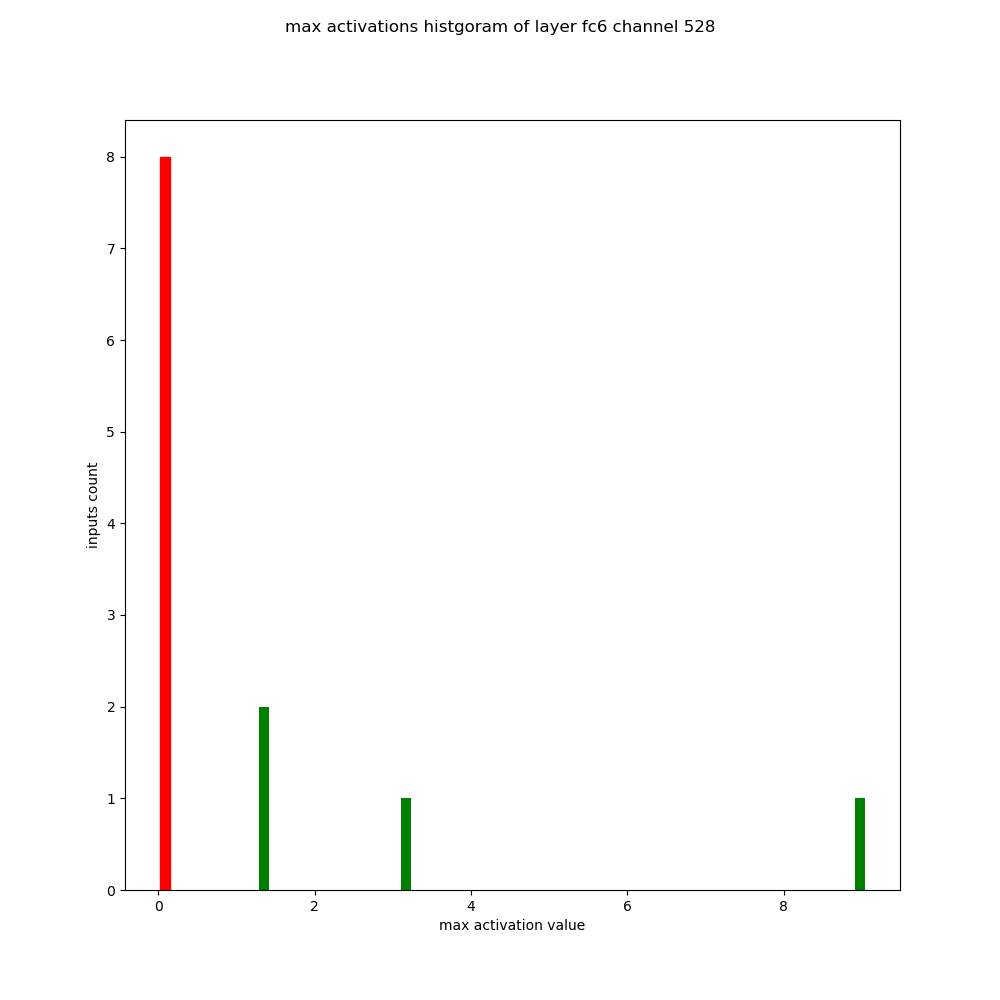 max activations histgoram of layer fc6 channel 528
8
7
6
5
4
3
2
1
0
inputs count
0 2 4 6 8
max activation value